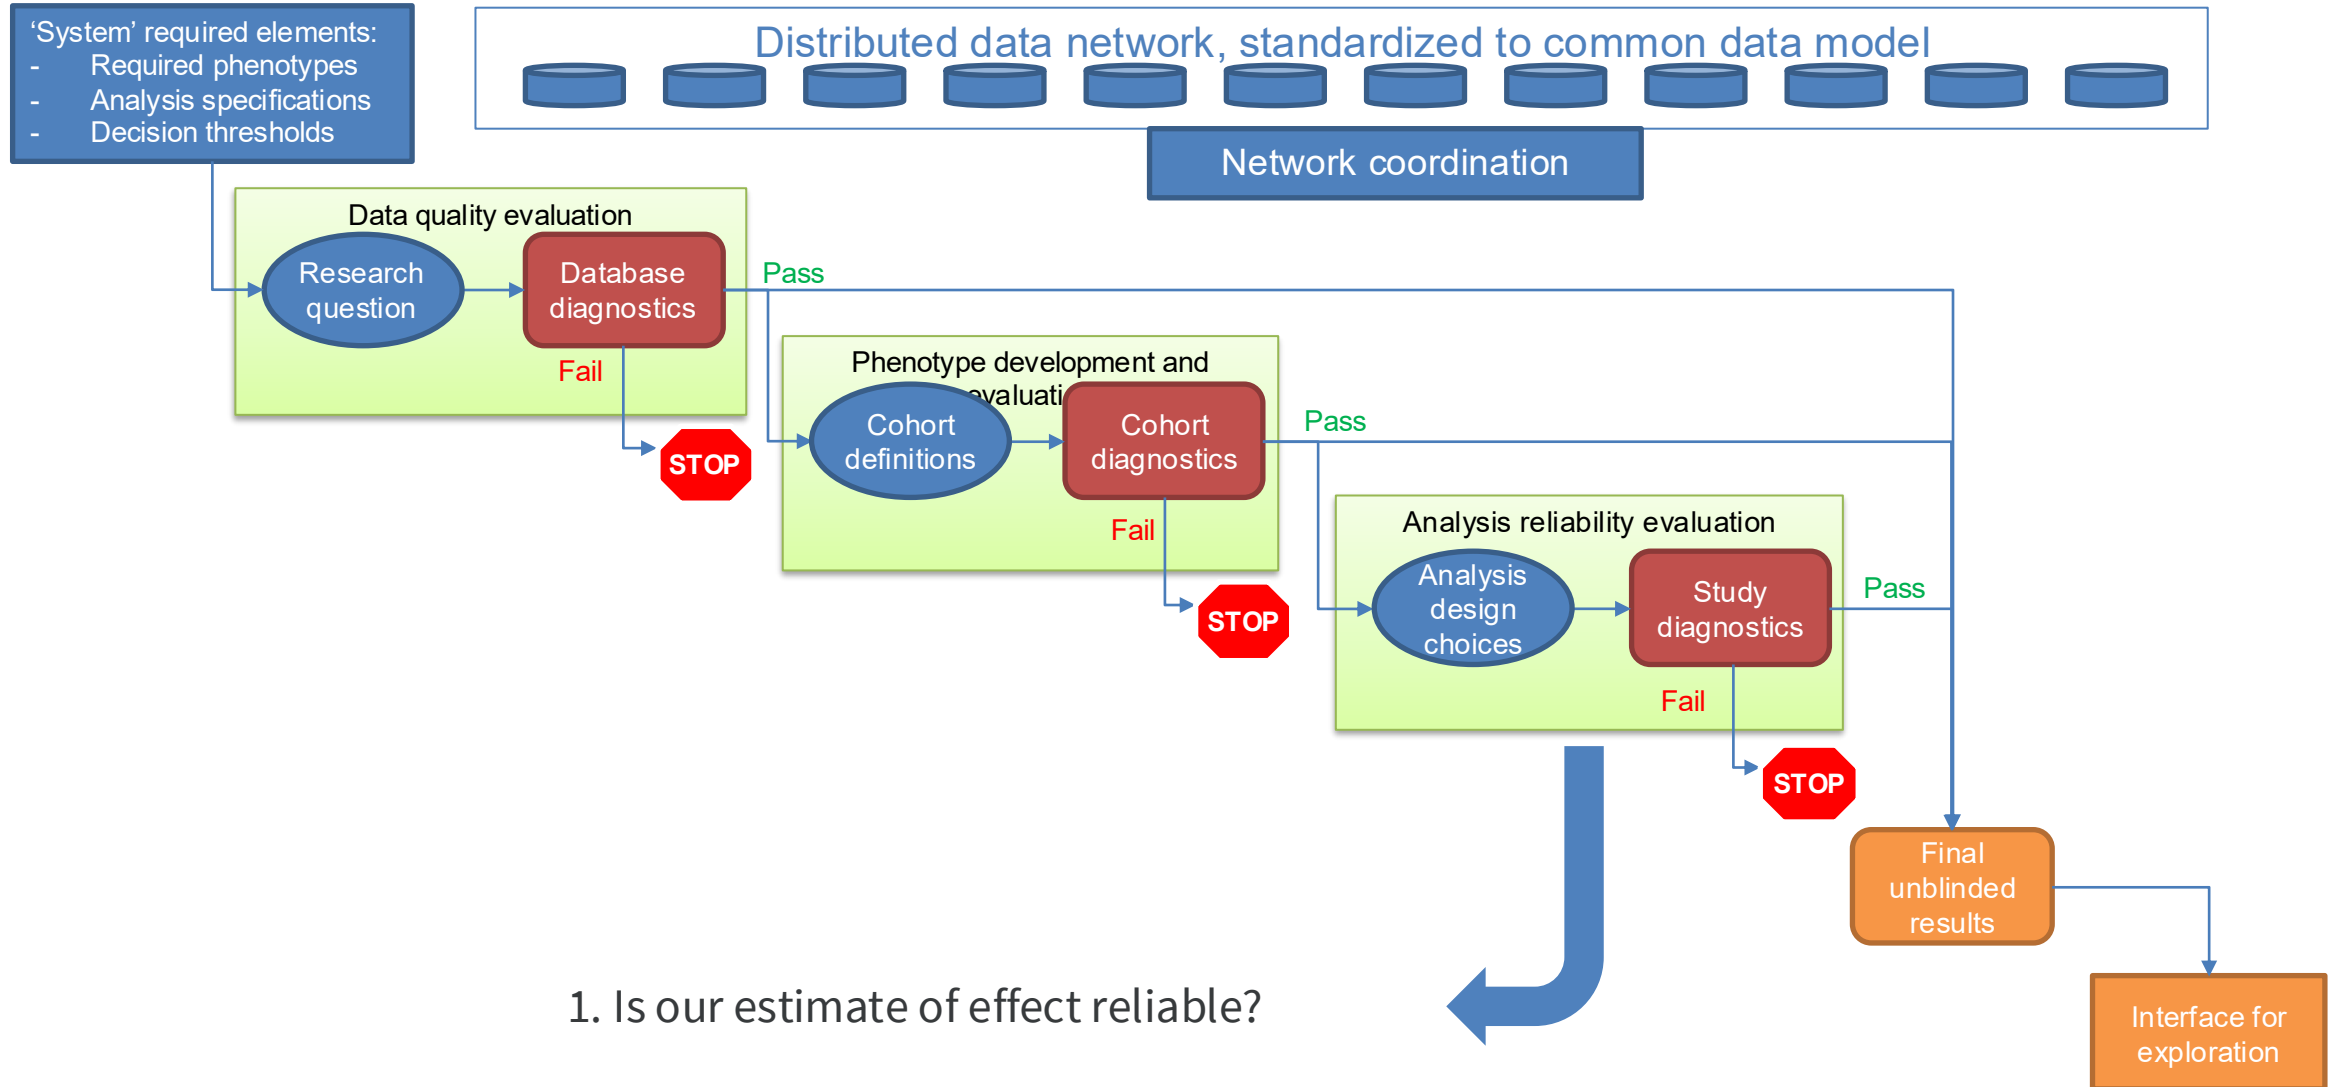 ‘System’ required elements:
- Required phenotypes
- Analysis specifications
- Decision thresholds
Distributed data network, standardized to common data model
Network coordination
Data quality evaluation
Research
question
Database
diagnostics
Pass
Fail
STOP
Phenotype development and
evaluati
Cohort
definitions
Cohort
diagnostics
Pass
Fail
STOP
Analysis reliability evaluation
Analysis
design
choices
Study
diagnostics
Pass
Fail
STOP
Final
unblinded
results
Interface for
exploration
1. Is our estimate of effect reliable?